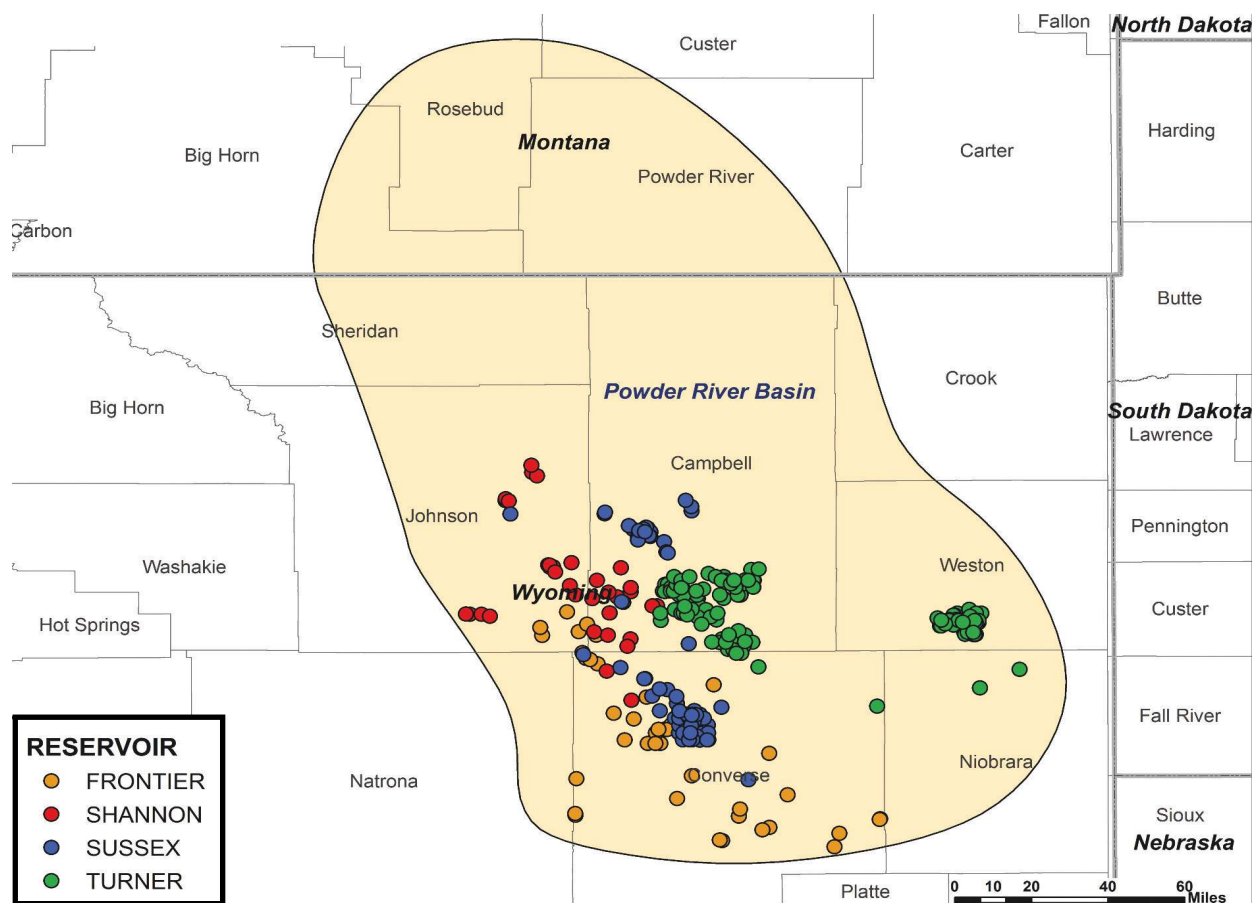 Fallon
North Dakota
Custer
Rosebud
Montana
Harding
Big Horn
Carter
Powder River
Carbon
Butte
Sheridan
Crook
Powder River Basin
Big Horn
South Dakota
Lawrence
Campbell
Johnson
Pennington
Washakie
Weston
Wyoming
Custer
Hot Springs
Fall River
RESERVOIR
FRONTIER
SHANNON
SUSSEX
TURNER
Natrona
Converse
Niobrara
Sioux
Nebraska
Platte
0 10 20 40 60
Miles